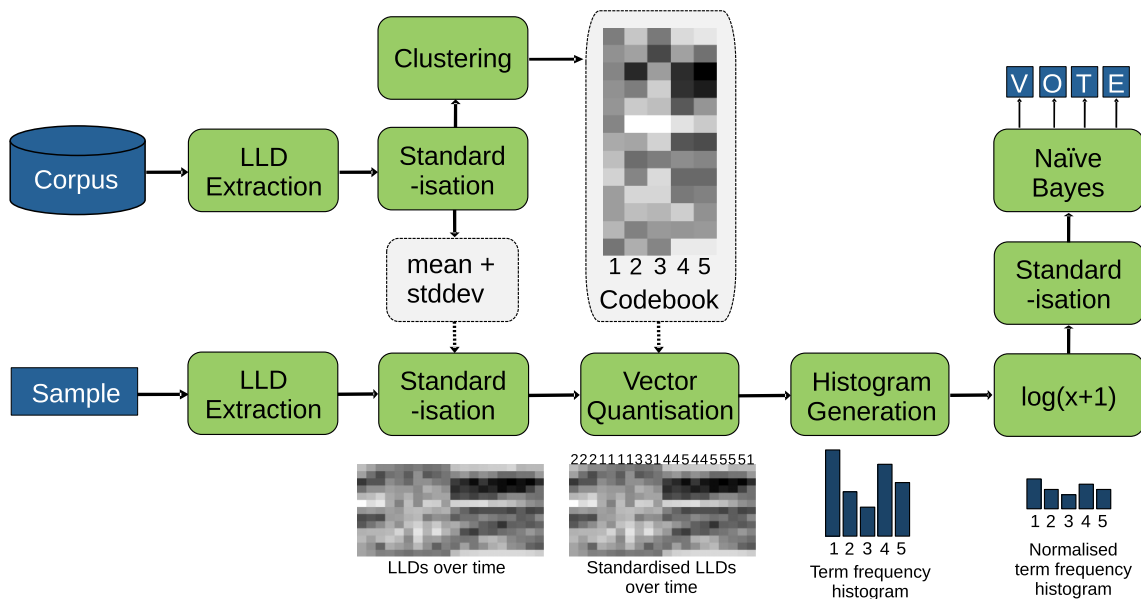 Clustering
Corpus
LLD
Extraction
Standard
-isation
mean +
stddev
1 2 3 4 5
Codebook
V O T E
Naïve
Bayes
Standard
-isation
Sample
LLD
Extraction
Standard
-isation
Vector
Quantisation
Histogram
Generation
log(x+1)
22211113314454455551
LLDs over time
Standardised LLDs
over time
1 2 3 4 5
Term frequency
histogram
1 2 3 4 5
Normalised
term frequency
histogram